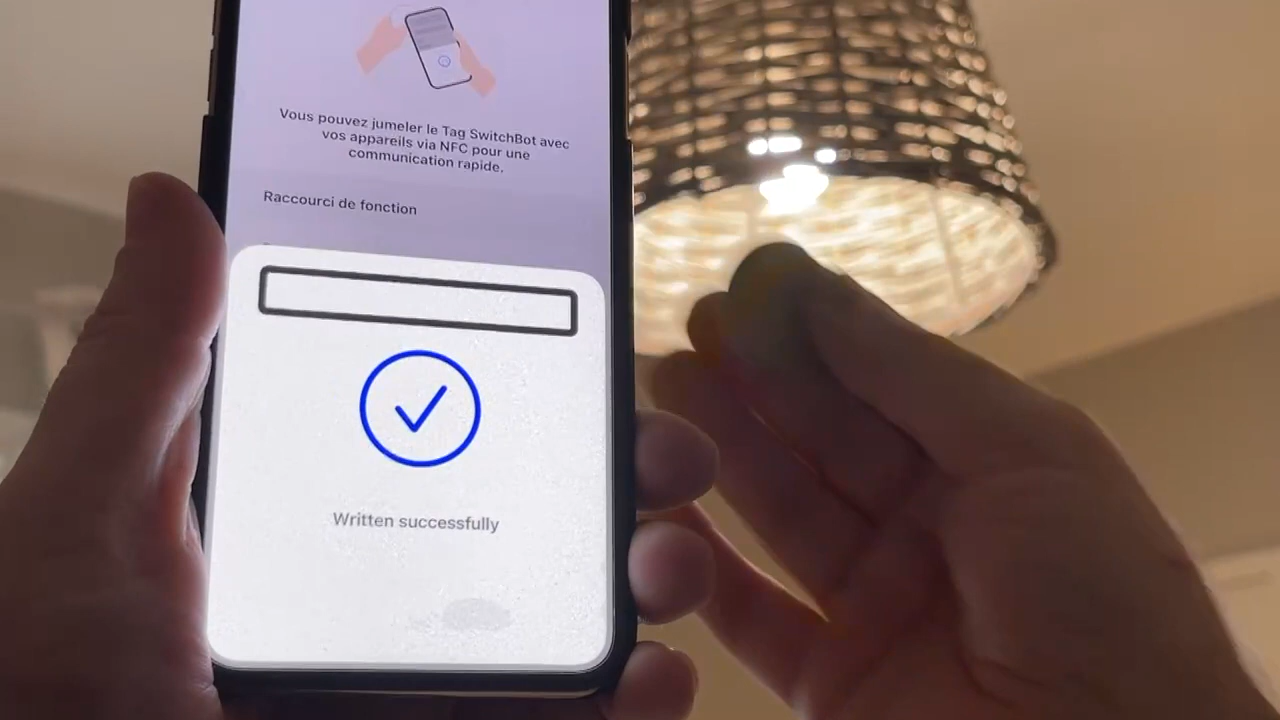 Vous pouvez jumeler le Tag SwitchBot avec
vos appareils via NFC pour une
communication rapide.
Raccourci de fonction
Written successfully